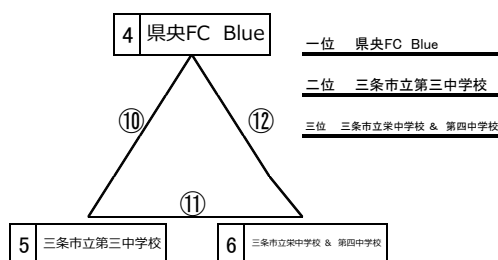 4 県央FC Blue
一位 県央FC Blue
二位 三条市立第三中学校
三位 三条市立栄中学校 & 第四中学校
⑩
⑫
⑪
5 三条市立第三中学校
6 三条市立栄中学校 & 第四中学校